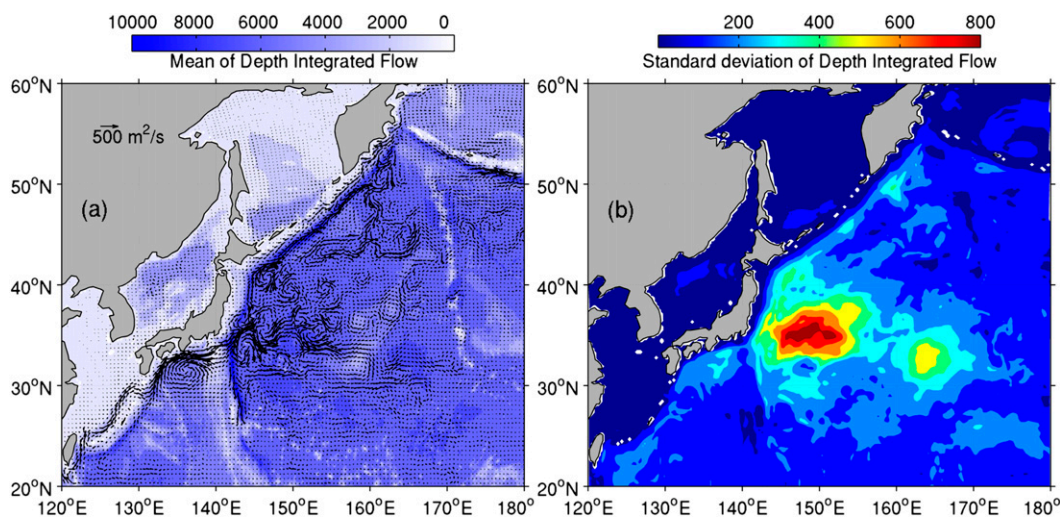 10000 8000 6000 4000 2000 0
Mean of Depth Integrated Flow
60°N
50°N
40°N
30°N
20°N
500 m²/s
(a)
120°E 130°E 140°E 150°E 160°E 170°E 180°
200 400 600 800
Standard deviation of Depth Integrated Flow
60°N
50°N
40°N
30°N
20°N
(b)
120°E 130°E 140°E 150°E 160°E 170°E 180°